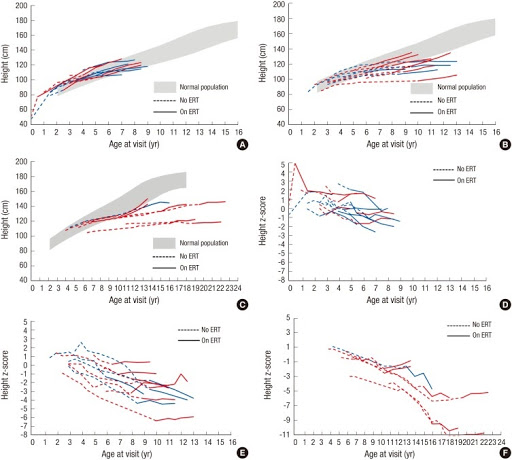 Height (cm)
200
180
160
140
120
100
80
60
40
Normal population
No ERT
On ERT
0 1 2 3 4 5 6 7 8 9 10 11 12 13 14 15 16
Age at visit (yr)
A
Height (cm)
200
180
160
140
120
100
80
60
40
Normal population
No ERT
On ERT
0 1 2 3 4 5 6 7 8 9 10 11 12 13 14 15 16
Age at visit (yr)
B
Height (cm)
200
180
160
140
120
100
80
60
40
Normal population
No ERT
On ERT
0 1 2 3 4 5 6 7 8 9 10 11 12 13 14 15 16 17 18 19 20 21 22 23 24
Age at visit (yr)
C
Height z-score
5
4
3
2
1
0
-1
-2
-3
-4
-5
-6
-7
-8
No ERT
On ERT
0 1 2 3 4 5 6 7 8 9 10 11 12 13 14 15 16
Age at visit (yr)
D
Height z-score
5
4
3
2
1
0
-1
-2
-3
-4
-5
-6
-7
-8
No ERT
On ERT
0 1 2 3 4 5 6 7 8 9 10 11 12 13 14 15 16
Age at visit (yr)
E
Height z-score
5
3
1
-1
-3
-5
-7
-9
-11
No ERT
On ERT
0 1 2 3 4 5 6 7 8 9 10 11 12 13 14 15 16 17 18 19 20 21 22 23 24
Age at visit (yr)
F